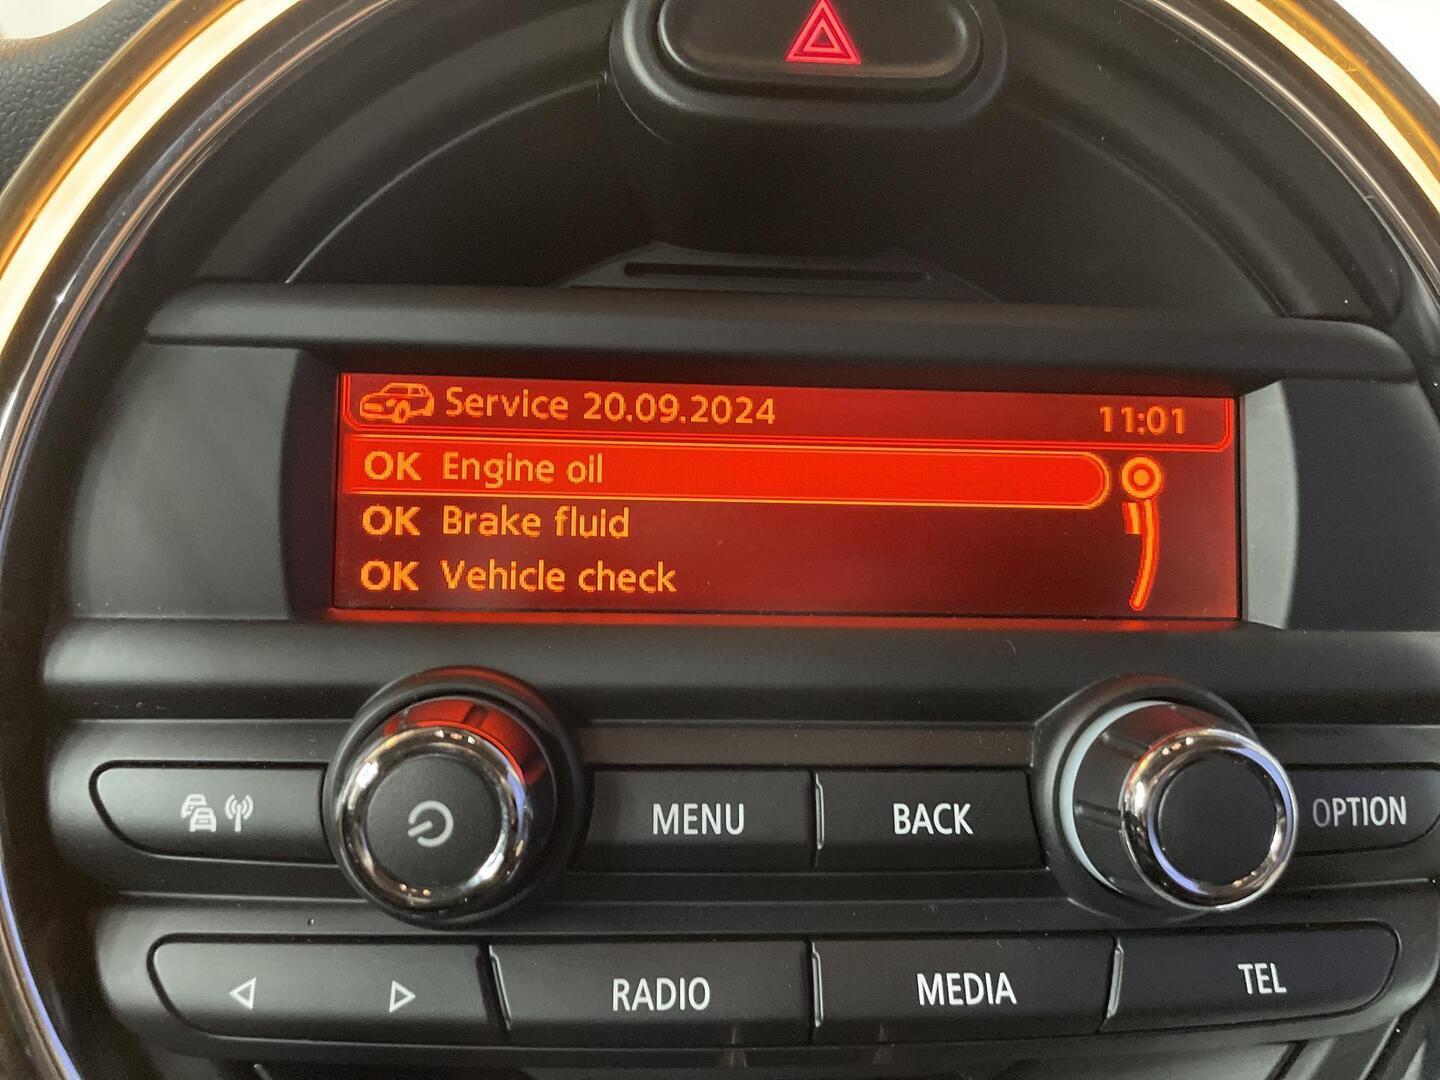 Service 20.09.2024 11:01
OK Engine oil
OK Brake fluid
OK Vehicle check
MENU BACK OPTION
RADIO MEDIA TEL